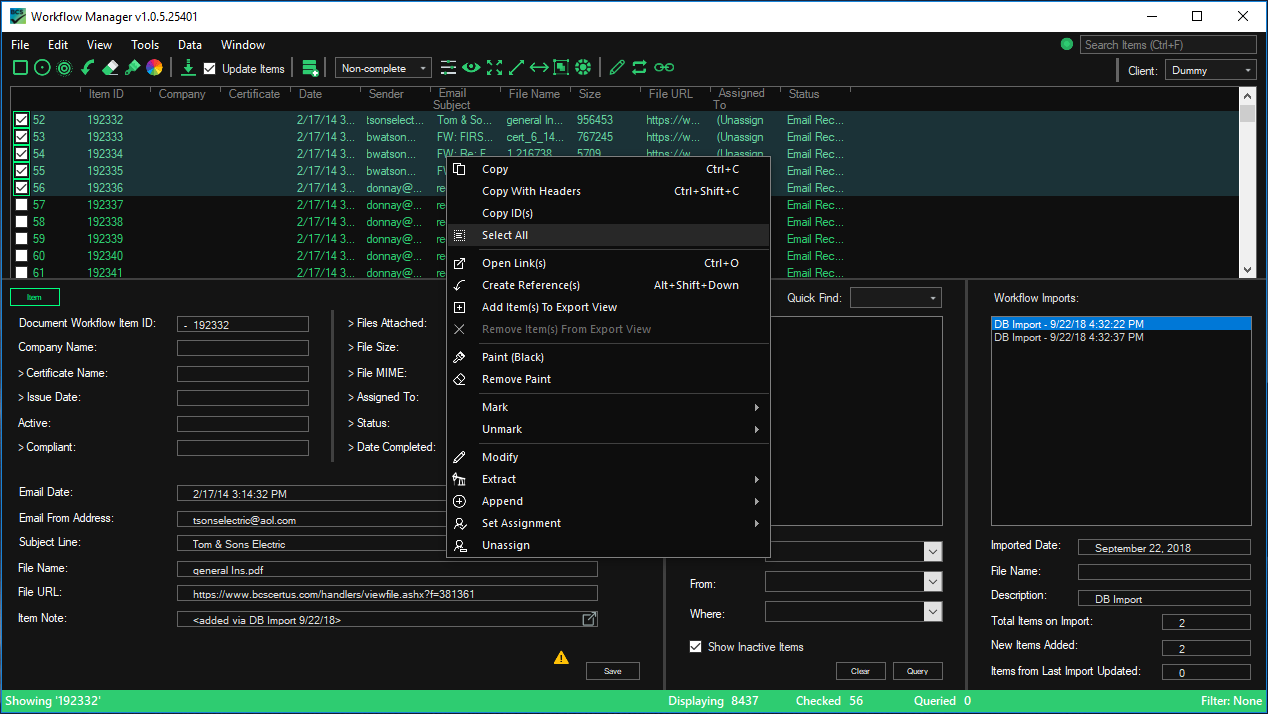 Workflow Manager v1.0.5.25401
File Edit View Tools Data Window
Search Items (Ctrl+F)
Update Items Non-complete Client: Dummy
Item ID Company Certificate Date Sender Email Subject File Name Size File URL Assigned To Status
52 192332 2/17/14 3... tsonselect... Tom & So... general In... 956453 https://w... (Unassign Email Rec...
53 192333 2/17/14 3... bwatson... FW: FIRS... cert_6_14... 767245 https://w... (Unassign Email Rec...
54 192334 2/17/14 3... bwatson... FW: Re: F... 1.216738... 5709 https://w... (Unassign Email Rec...
55 192335 2/17/14 3... bwatson... Email Rec...
56 192336 2/17/14 3... donnay@... Email Rec...
57 192337 2/17/14 3... donnay@... Email Rec...
58 192338 2/17/14 3... donnay@... Email Rec...
59 192339 2/17/14 3... donnay@... Email Rec...
60 192340 2/17/14 3... donnay@... Email Rec...
61 192341 2/17/14 3... donnay@... Email Rec...
Copy Ctrl+C
Copy With Headers Ctrl+Shift+C
Copy ID(s)
Select All
Open Link(s) Ctrl+O
Create Reference(s) Alt+Shift+Down
Add Item(s) To Export View
Remove Item(s) From Export View
Paint (Black)
Remove Paint
Mark
Unmark
Modify
Extract
Append
Set Assignment
Unassign
Item
Document Workflow Item ID: - 192332
Company Name:
> Certificate Name:
> Issue Date:
Active:
> Compliant:
> Files Attached:
> File Size:
> File MIME:
> Assigned To:
> Status:
> Date Completed:
Email Date: 2/17/14 3:14:32 PM
Email From Address: tsonselectric@aol.com
Subject Line: Tom & Sons Electric
File Name: general Ins.pdf
File URL: https://www.bcscertus.com/handlers/viewfile.ashx?f=381361
Item Note: <added via DB Import 9/22/18>
Save
Quick Find:
From:
Where:
Show Inactive Items
Clear Query
Workflow Imports:
DB Import - 9/22/18 4:32:22 PM
DB Import - 9/22/18 4:32:37 PM
Imported Date: September 22, 2018
File Name:
Description: DB Import
Total Items on Import: 2
New Items Added: 2
Items from Last Import Updated: 0
Showing '192332' Displaying 8437 Checked 56 Queried 0 Filter: None